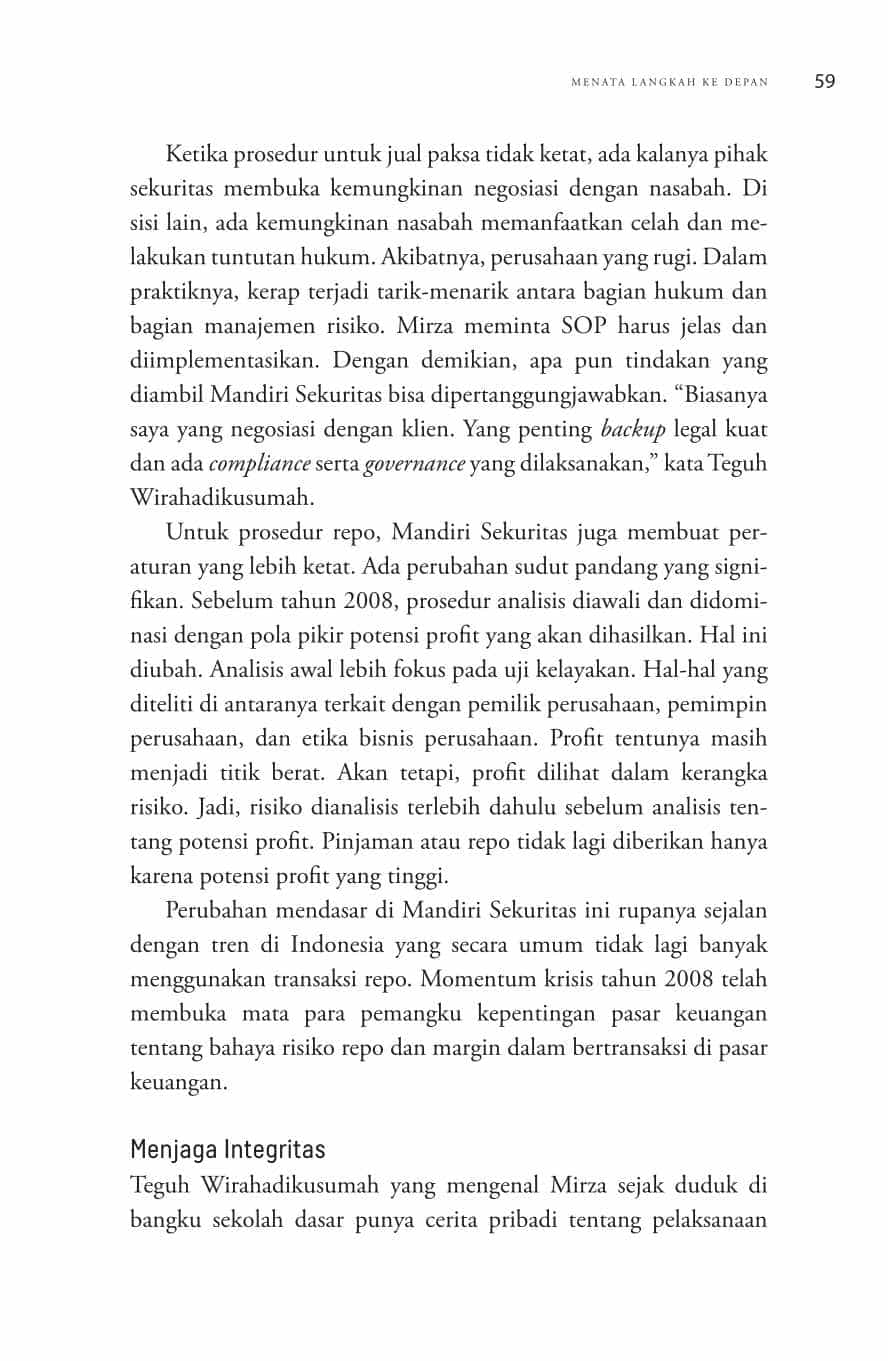 MENATA LANGKAH KE DEPAN 59
Ketika prosedur untuk jual paksa tidak ketat, ada kalanya pihak
sekuritas membuka kemungkinan negosiasi dengan nasabah. Di
sisi lain, ada kemungkinan nasabah memanfaatkan celah dan me-
lakukan tuntutan hukum. Akibatnya, perusahaan yang rugi. Dalam
praktiknya, kerap terjadi tarik-menarik antara bagian hukum dan
bagian manajemen risiko. Mirza meminta SOP harus jelas dan
diimplementasikan. Dengan demikian, apa pun tindakan yang
diambil Mandiri Sekuritas bisa dipertanggungjawabkan. “Biasanya
saya yang negosiasi dengan klien. Yang penting backup legal kuat
dan ada compliance serta governance yang dilaksanakan,” kata Teguh
Wirahadikusumah.
Untuk prosedur repo, Mandiri Sekuritas juga membuat per-
aturan yang lebih ketat. Ada perubahan sudut pandang yang signi-
fikan. Sebelum tahun 2008, prosedur analisis diawali dan didomi-
nasi dengan pola pikir potensi profit yang akan dihasilkan. Hal ini
diubah. Analisis awal lebih fokus pada uji kelayakan. Hal-hal yang
diteliti di antaranya terkait dengan pemilik perusahaan, pemimpin
perusahaan, dan etika bisnis perusahaan. Profit tentunya masih
menjadi titik berat. Akan tetapi, profit dilihat dalam kerangka
risiko. Jadi, risiko dianalisis terlebih dahulu sebelum analisis ten-
tang potensi profit. Pinjaman atau repo tidak lagi diberikan hanya
karena potensi profit yang tinggi.
Perubahan mendasar di Mandiri Sekuritas ini rupanya sejalan
dengan tren di Indonesia yang secara umum tidak lagi banyak
menggunakan transaksi repo. Momentum krisis tahun 2008 telah
membuka mata para pemangku kepentingan pasar keuangan
tentang bahaya risiko repo dan margin dalam bertransaksi di pasar
keuangan.
Menjaga Integritas
Teguh Wirahadikusumah yang mengenal Mirza sejak duduk di
bangku sekolah dasar punya cerita pribadi tentang pelaksanaan